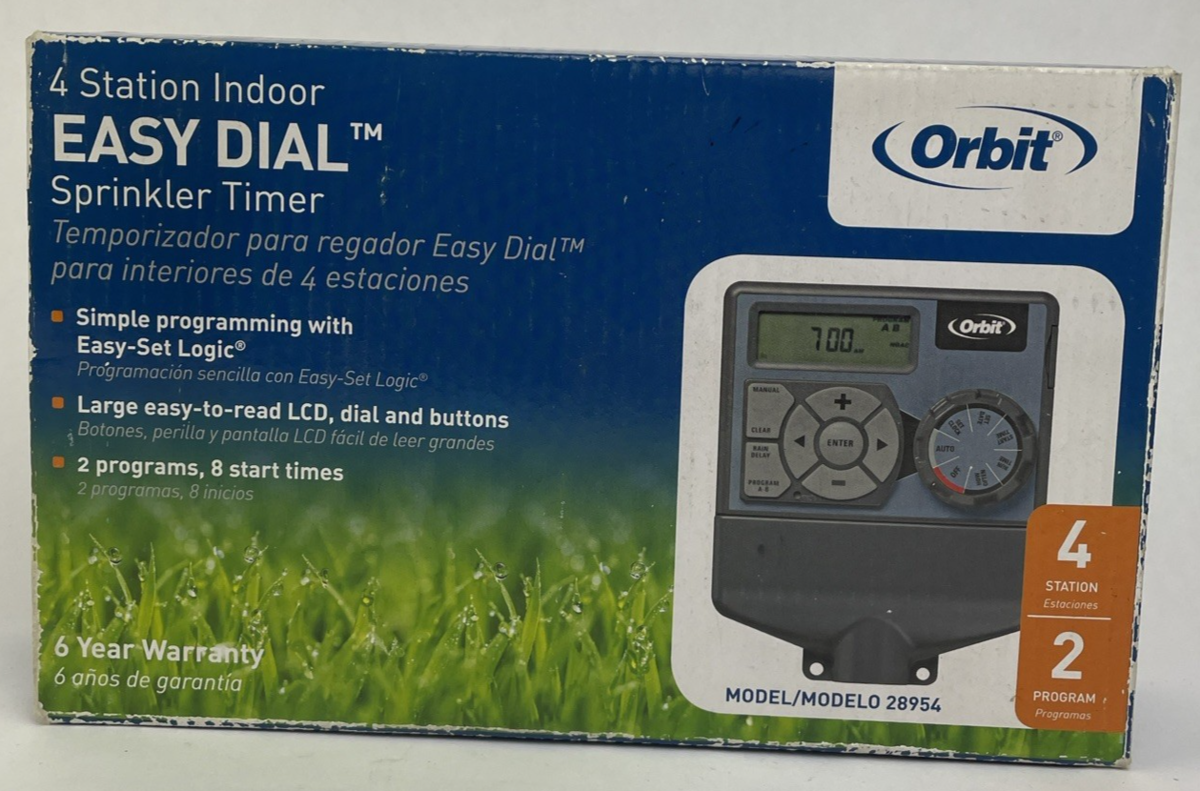 4 Station Indoor
EASY DIAL™
Sprinkler Timer
Temporizador para regador Easy Dial™
para interiores de 4 estaciones
Simple programming with
Easy-Set Logic®
Programación sencilla con Easy-Set Logic®
Large easy-to-read LCD, dial and buttons
Botones, perilla y pantalla LCD fácil de leer grandes
2 programs, 8 start times
2 programas, 8 inicios
6 Year Warranty
6 años de garantía
Orbit®
PROGRAM
A B
7:00 AM
Orbit
MANUAL
CLEAR
RAIN
DELAY
PROGRAM
A B
ENTER
AUTO
OFF
START
TIME
4
STATION
Estaciones
2
PROGRAM
Programas
MODEL/MODELO 28954